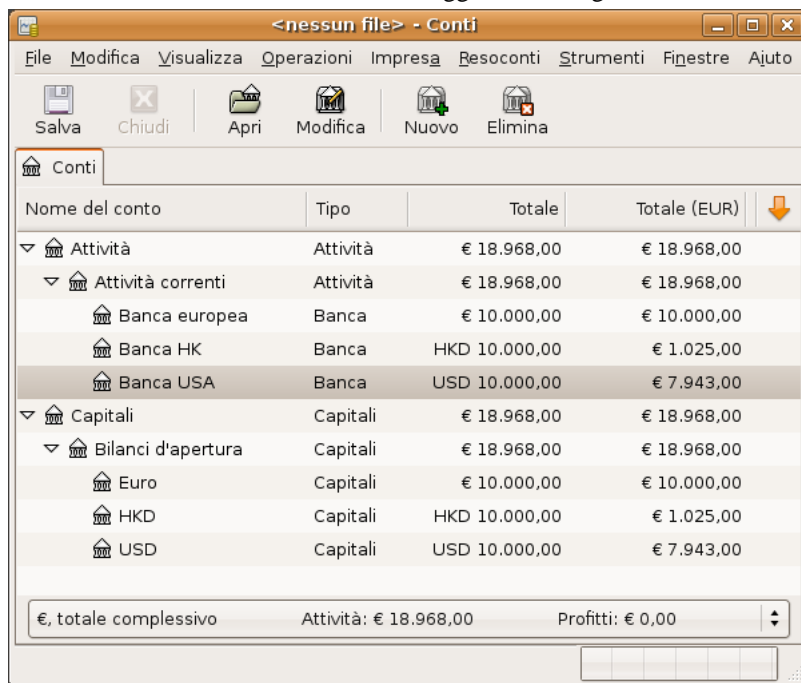 <nessun file> - Conti
File Modifica Visualizza Operazioni Impresa Resoconti Strumenti Finestre Aiuto
Salva Chiudi Apri Modifica Nuovo Elimina
Conti
Nome del conto Tipo Totale Totale (EUR)
Attività Attività € 18.968,00 € 18.968,00
Attività correnti Attività € 18.968,00 € 18.968,00
Banca europea Banca € 10.000,00 € 10.000,00
Banca HK Banca HKD 10.000,00 € 1.025,00
Banca USA Banca USD 10.000,00 € 7.943,00
Capitali Capitali € 18.968,00 € 18.968,00
Bilanci d'apertura Capitali € 18.968,00 € 18.968,00
Euro Capitali € 10.000,00 € 10.000,00
HKD Capitali HKD 10.000,00 € 1.025,00
USD Capitali USD 10.000,00 € 7.943,00
€, totale complessivo Attività: € 18.968,00 Profitti: € 0,00